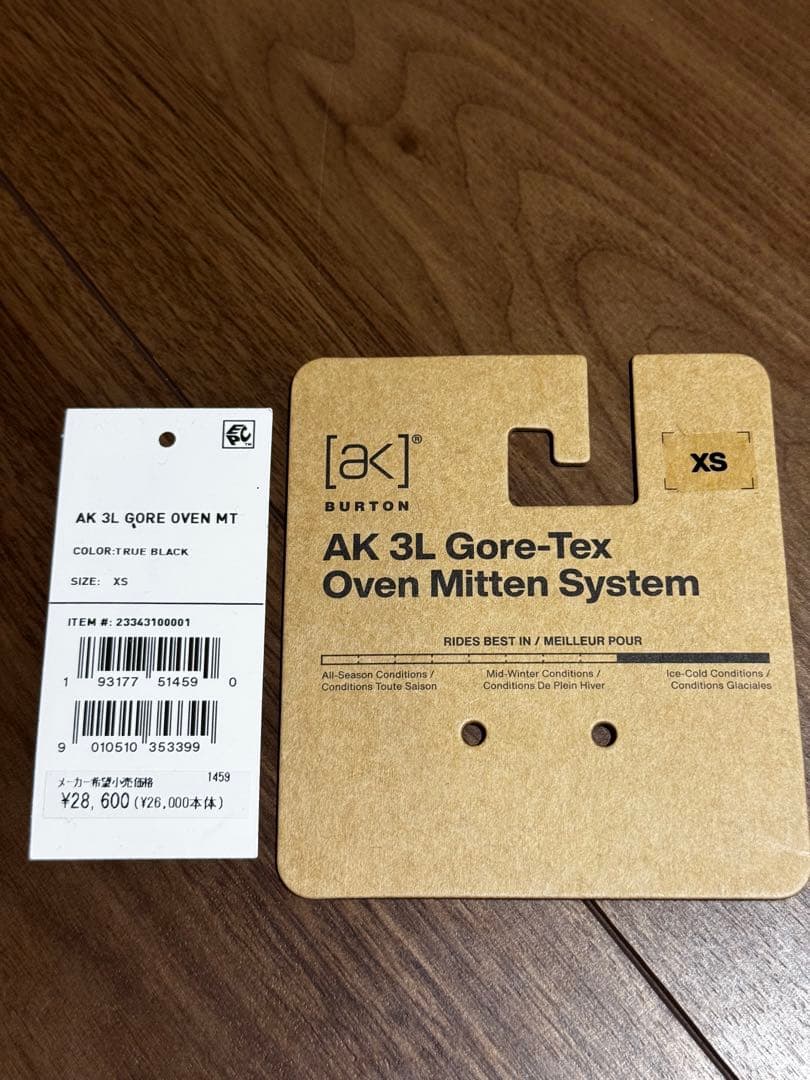 AK 3L GORE OVEN MT
COLOR:TRUE BLACK
SIZE: XS
ITEM #: 23343100001
1 93177 51459 0
9 010510 353399
メーカー希望小売価格 1459
¥28,600(¥26,000本体)
[ak]®
BURTON
XS
AK 3L Gore-Tex
Oven Mitten System
RIDES BEST IN / MEILLEUR POUR
All-Season Conditions /
Conditions Toute Saison
Mid-Winter Conditions /
Conditions De Plein Hiver
Ice-Cold Conditions /
Conditions Glaciales